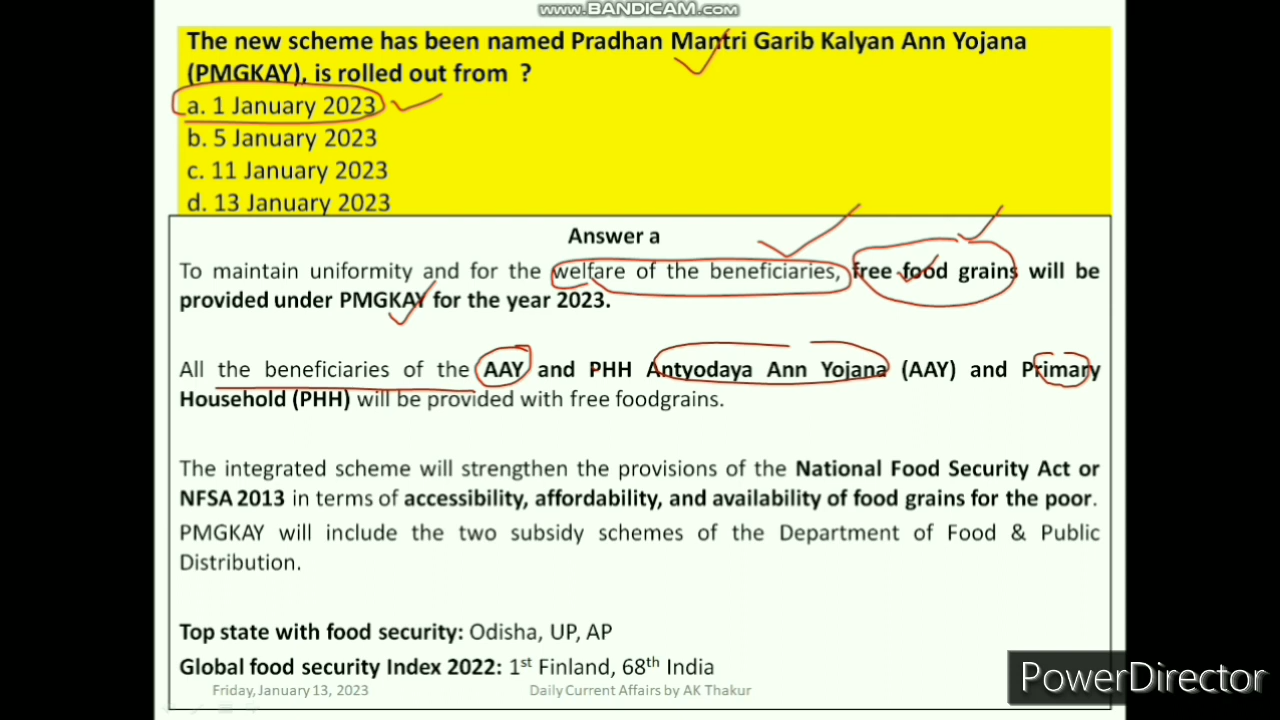 www.BANDICAM.com
The new scheme has been named Pradhan Mantri Garib Kalyan Ann Yojana
(PMGKAY), is rolled out from ?
a. 1 January 2023
b. 5 January 2023
c. 11 January 2023
d. 13 January 2023
Answer a
To maintain uniformity and for the welfare of the beneficiaries, free food grains will be
provided under PMGKAY for the year 2023.
All the beneficiaries of the AAY and PHH Antyodaya Ann Yojana (AAY) and Primary
Household (PHH) will be provided with free foodgrains.
The integrated scheme will strengthen the provisions of the National Food Security Act or
NFSA 2013 in terms of accessibility, affordability, and availability of food grains for the poor.
PMGKAY will include the two subsidy schemes of the Department of Food & Public
Distribution.
Top state with food security: Odisha, UP, AP
Global food security Index 2022: 1st Finland, 68th India
Friday, January 13, 2023 Daily Current Affairs by AK Thakur
PowerDirector